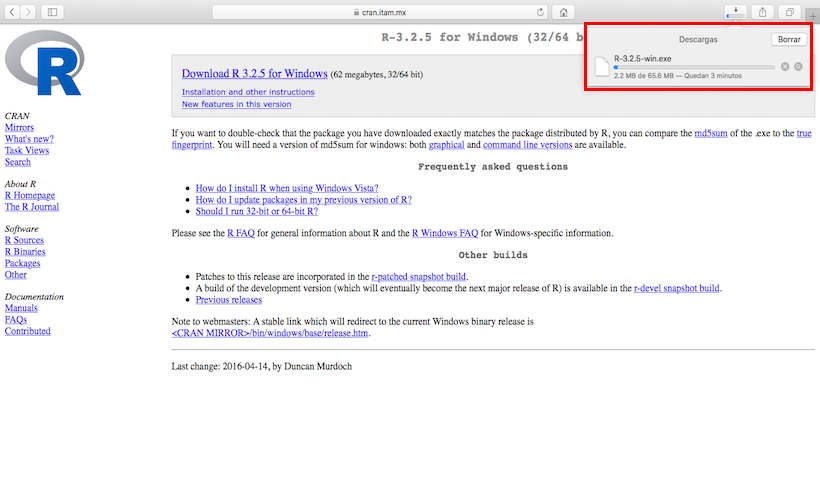 cran.itam.mx
R
R-3.2.5 for Windows (32/64 b
Descargas
Borrar
R-3.2.5-win.exe
2.2 MB de 65.6 MB — Quedan 3 minutos
Download R 3.2.5 for Windows (62 megabytes, 32/64 bit)
Installation and other instructions
New features in this version
CRAN
Mirrors
What's new?
Task Views
Search
About R
R Homepage
The R Journal
Software
R Sources
R Binaries
Packages
Other
Documentation
Manuals
FAQs
Contributed
If you want to double-check that the package you have downloaded exactly matches the package distributed by R, you can compare the md5sum of the .exe to the true
fingerprint. You will need a version of md5sum for windows: both graphical and command line versions are available.
Frequently asked questions
• How do I install R when using Windows Vista?
• How do I update packages in my previous version of R?
• Should I run 32-bit or 64-bit R?
Please see the R FAQ for general information about R and the R Windows FAQ for Windows-specific information.
Other builds
• Patches to this release are incorporated in the r-patched snapshot build.
• A build of the development version (which will eventually become the next major release of R) is available in the r-devel snapshot build.
• Previous releases
Note to webmasters: A stable link which will redirect to the current Windows binary release is
<CRAN MIRROR>/bin/windows/base/release.htm.
Last change: 2016-04-14, by Duncan Murdoch